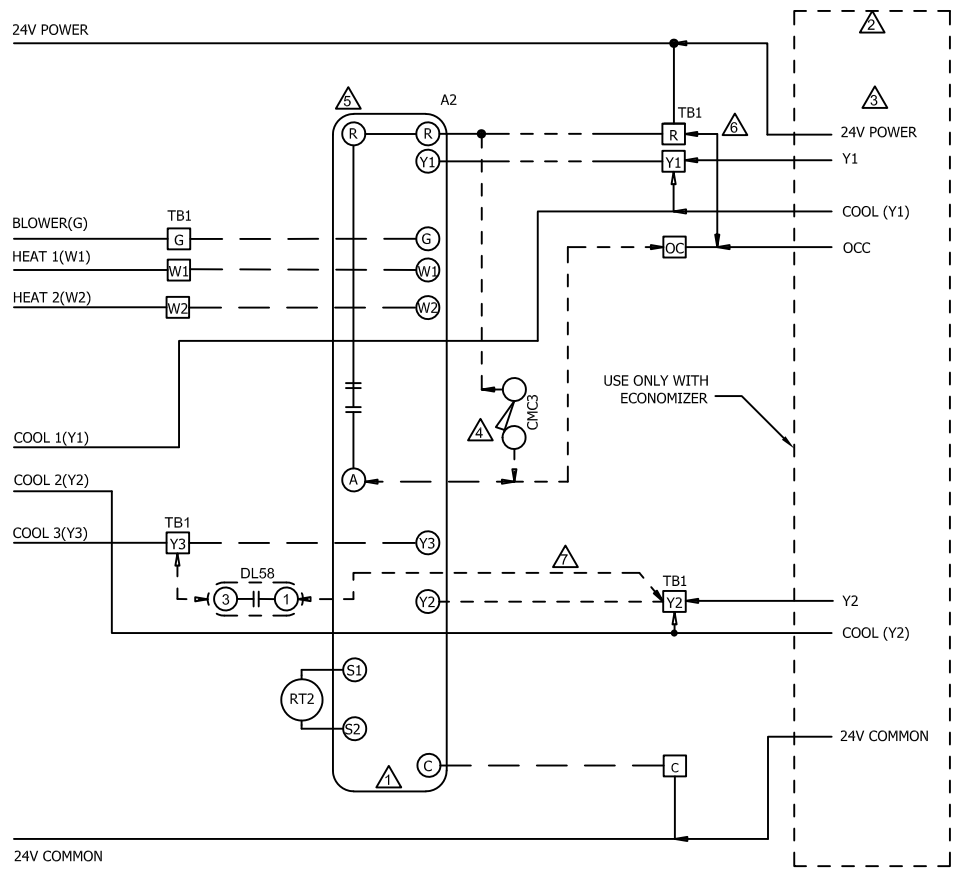 24V POWER
2
5
A2
3
TB1
6
R
R
R
24V POWER
Y1
Y1
Y1
BLOWER(G)
TB1
COOL (Y1)
G
G
OC
OCC
HEAT 1(W1)
W1
W1
HEAT 2(W2)
W2
W2
USE ONLY WITH
ECONOMIZER
CMC3
4
COOL 1(Y1)
COOL 2(Y2)
A
COOL 3(Y3)
TB1
Y3
Y3
7
DL58
TB1
3
1
Y2
Y2
Y2
COOL (Y2)
S1
RT2
S2
24V COMMON
C
C
1
24V COMMON